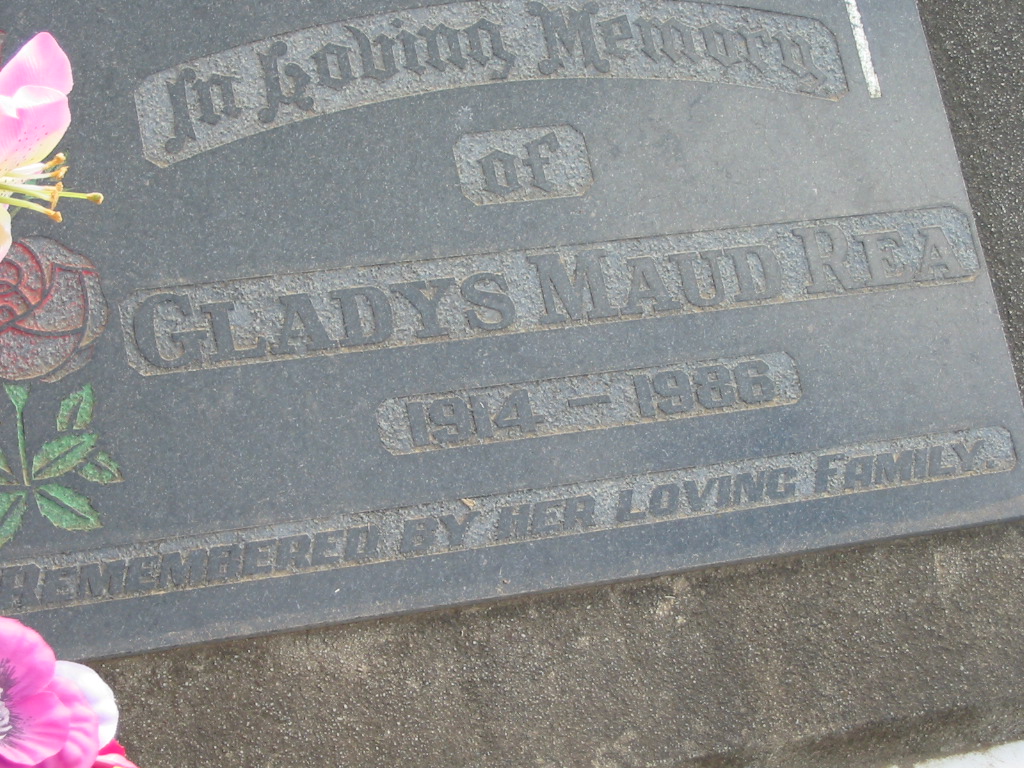 In Loving Memory
of
GLADYS MAUD REA
1914 - 1986
REMEMBERED BY HER LOVING FAMILY.